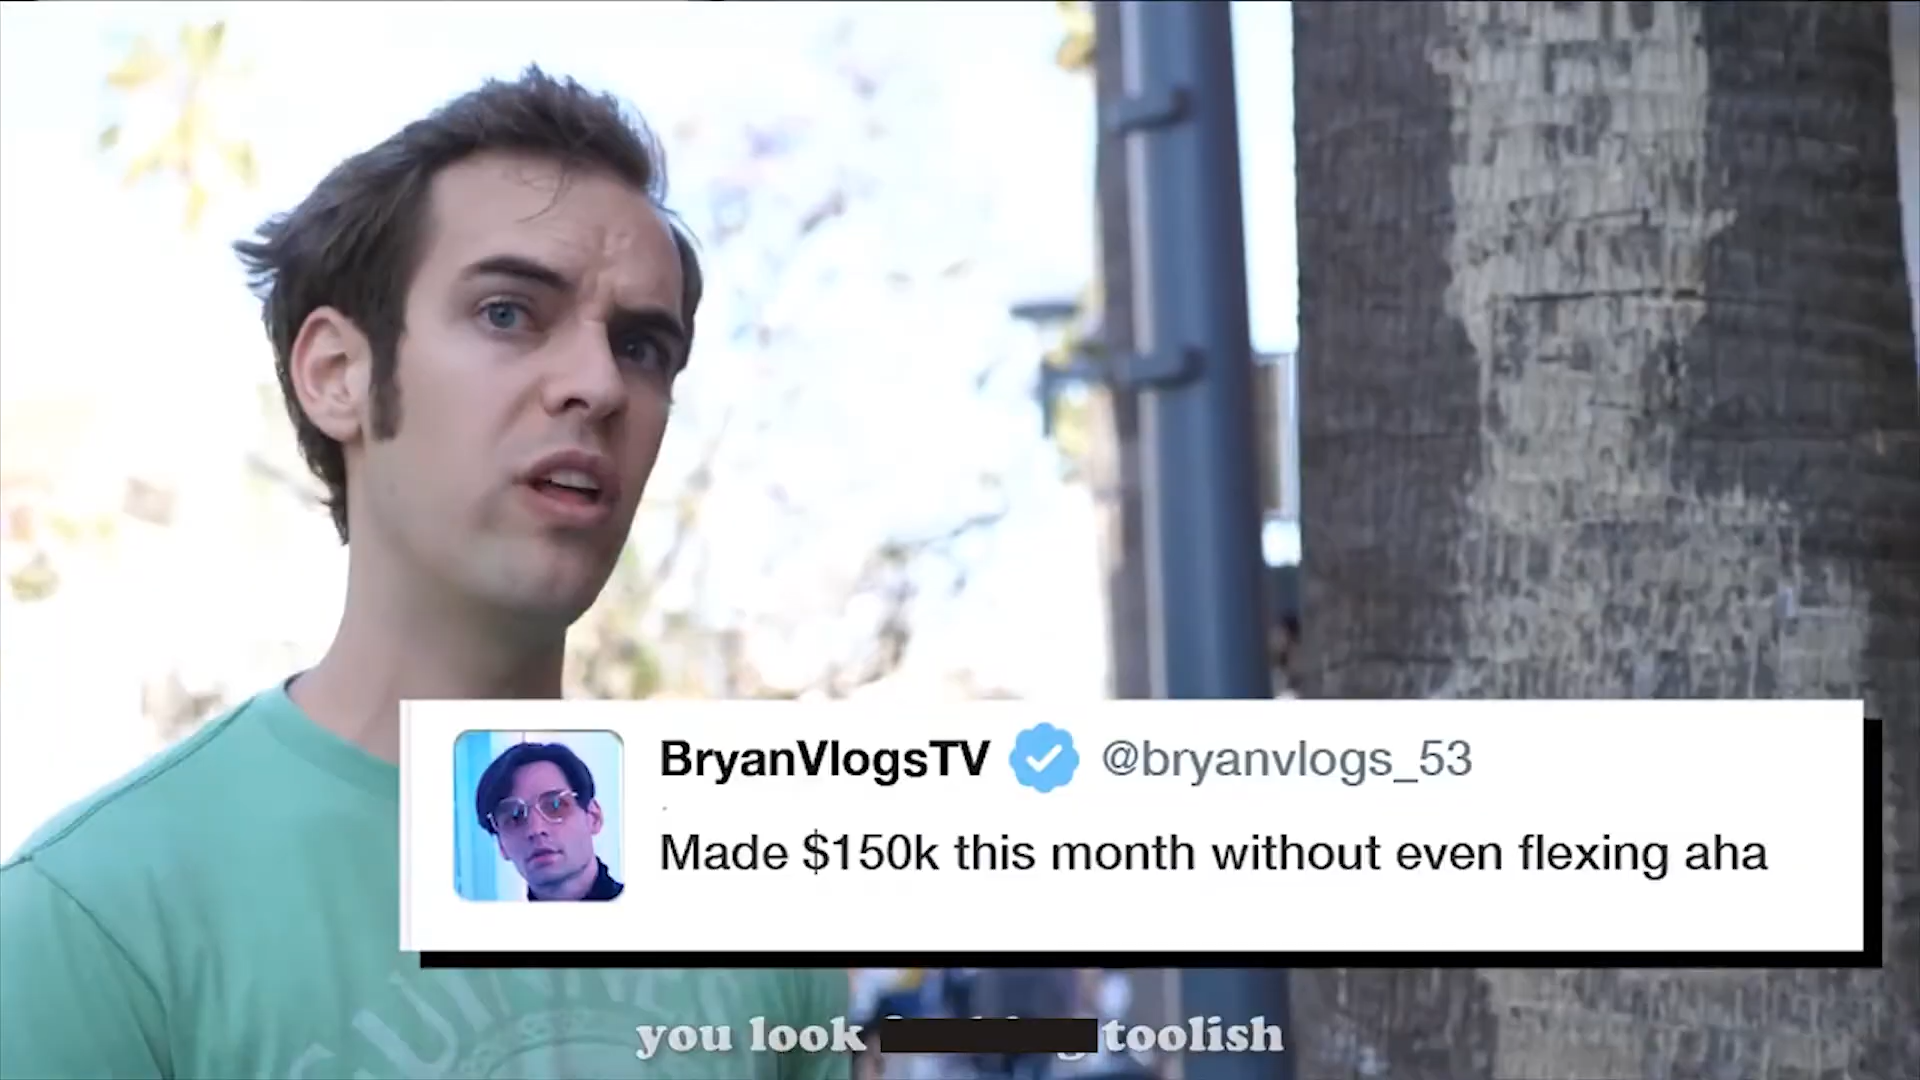 BryanVlogsTV @bryanvlogs_53
Made $150k this month without even flexing aha
you look toolish